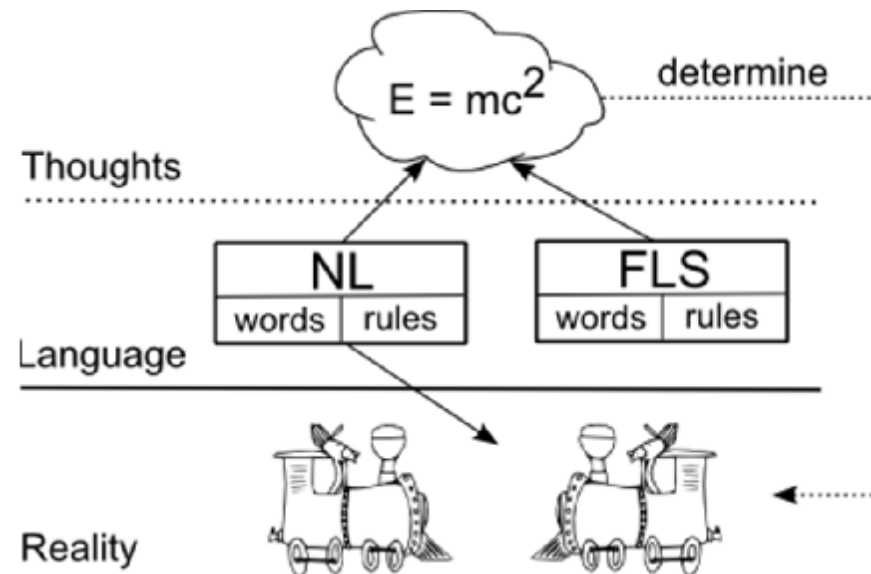 E = mc²
determine
Thoughts
NL
FLS
words rules
words rules
Language
Reality